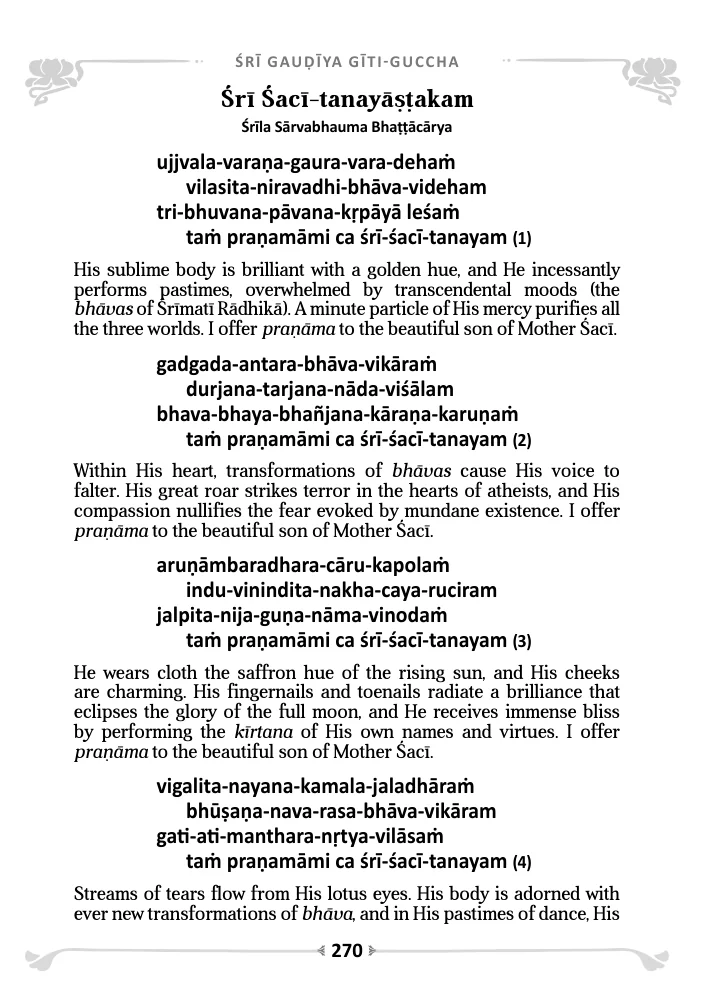 ŚRĪ GAUḌĪYA GĪTI-GUCCHA
Śrī Śacī-tanayāṣṭakam
Śrīla Sārvabhauma Bhaṭṭācārya
ujjvala-varaṇa-gaura-vara-dehaṁ
vilasita-niravadhi-bhāva-videham
tri-bhuvana-pāvana-kṛpāyā leśaṁ
taṁ praṇamāmi ca śrī-śacī-tanayam (1)
His sublime body is brilliant with a golden hue, and He incessantly
performs pastimes, overwhelmed by transcendental moods (the
bhāvas of Śrīmatī Rādhikā). A minute particle of His mercy purifies all
the three worlds. I offer praṇāma to the beautiful son of Mother Śacī.
gadgada-antara-bhāva-vikāraṁ
durjana-tarjana-nāda-viśālam
bhava-bhaya-bhañjana-kāraṇa-karuṇaṁ
taṁ praṇamāmi ca śrī-śacī-tanayam (2)
Within His heart, transformations of bhāvas cause His voice to
falter. His great roar strikes terror in the hearts of atheists, and His
compassion nullifies the fear evoked by mundane existence. I offer
praṇāma to the beautiful son of Mother Śacī.
aruṇāmbaradhara-cāru-kapolaṁ
indu-vinindita-nakha-caya-ruciram
jalpita-nija-guṇa-nāma-vinodaṁ
taṁ praṇamāmi ca śrī-śacī-tanayam (3)
He wears cloth the saffron hue of the rising sun, and His cheeks
are charming. His fingernails and toenails radiate a brilliance that
eclipses the glory of the full moon, and He receives immense bliss
by performing the kīrtana of His own names and virtues. I offer
praṇāma to the beautiful son of Mother Śacī.
vigalita-nayana-kamala-jaladhāraṁ
bhūṣaṇa-nava-rasa-bhāva-vikāram
gati-ati-manthara-nṛtya-vilāsaṁ
taṁ praṇamāmi ca śrī-śacī-tanayam (4)
Streams of tears flow from His lotus eyes. His body is adorned with
ever new transformations of bhāva, and in His pastimes of dance, His
270